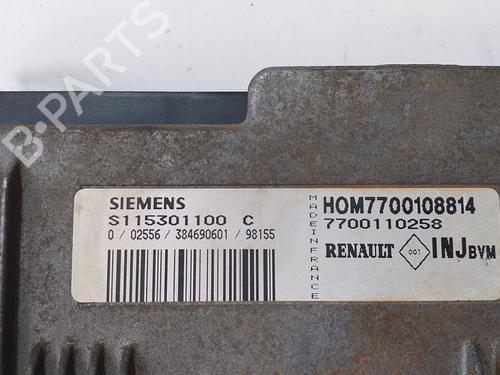 B-PARTS
SIEMENS
S115301100 C
0 / 02556 / 384690601 / 98155
MADE IN FRANCE
HOM7700108814
7700110258
RENAULT 001 INJ BVM